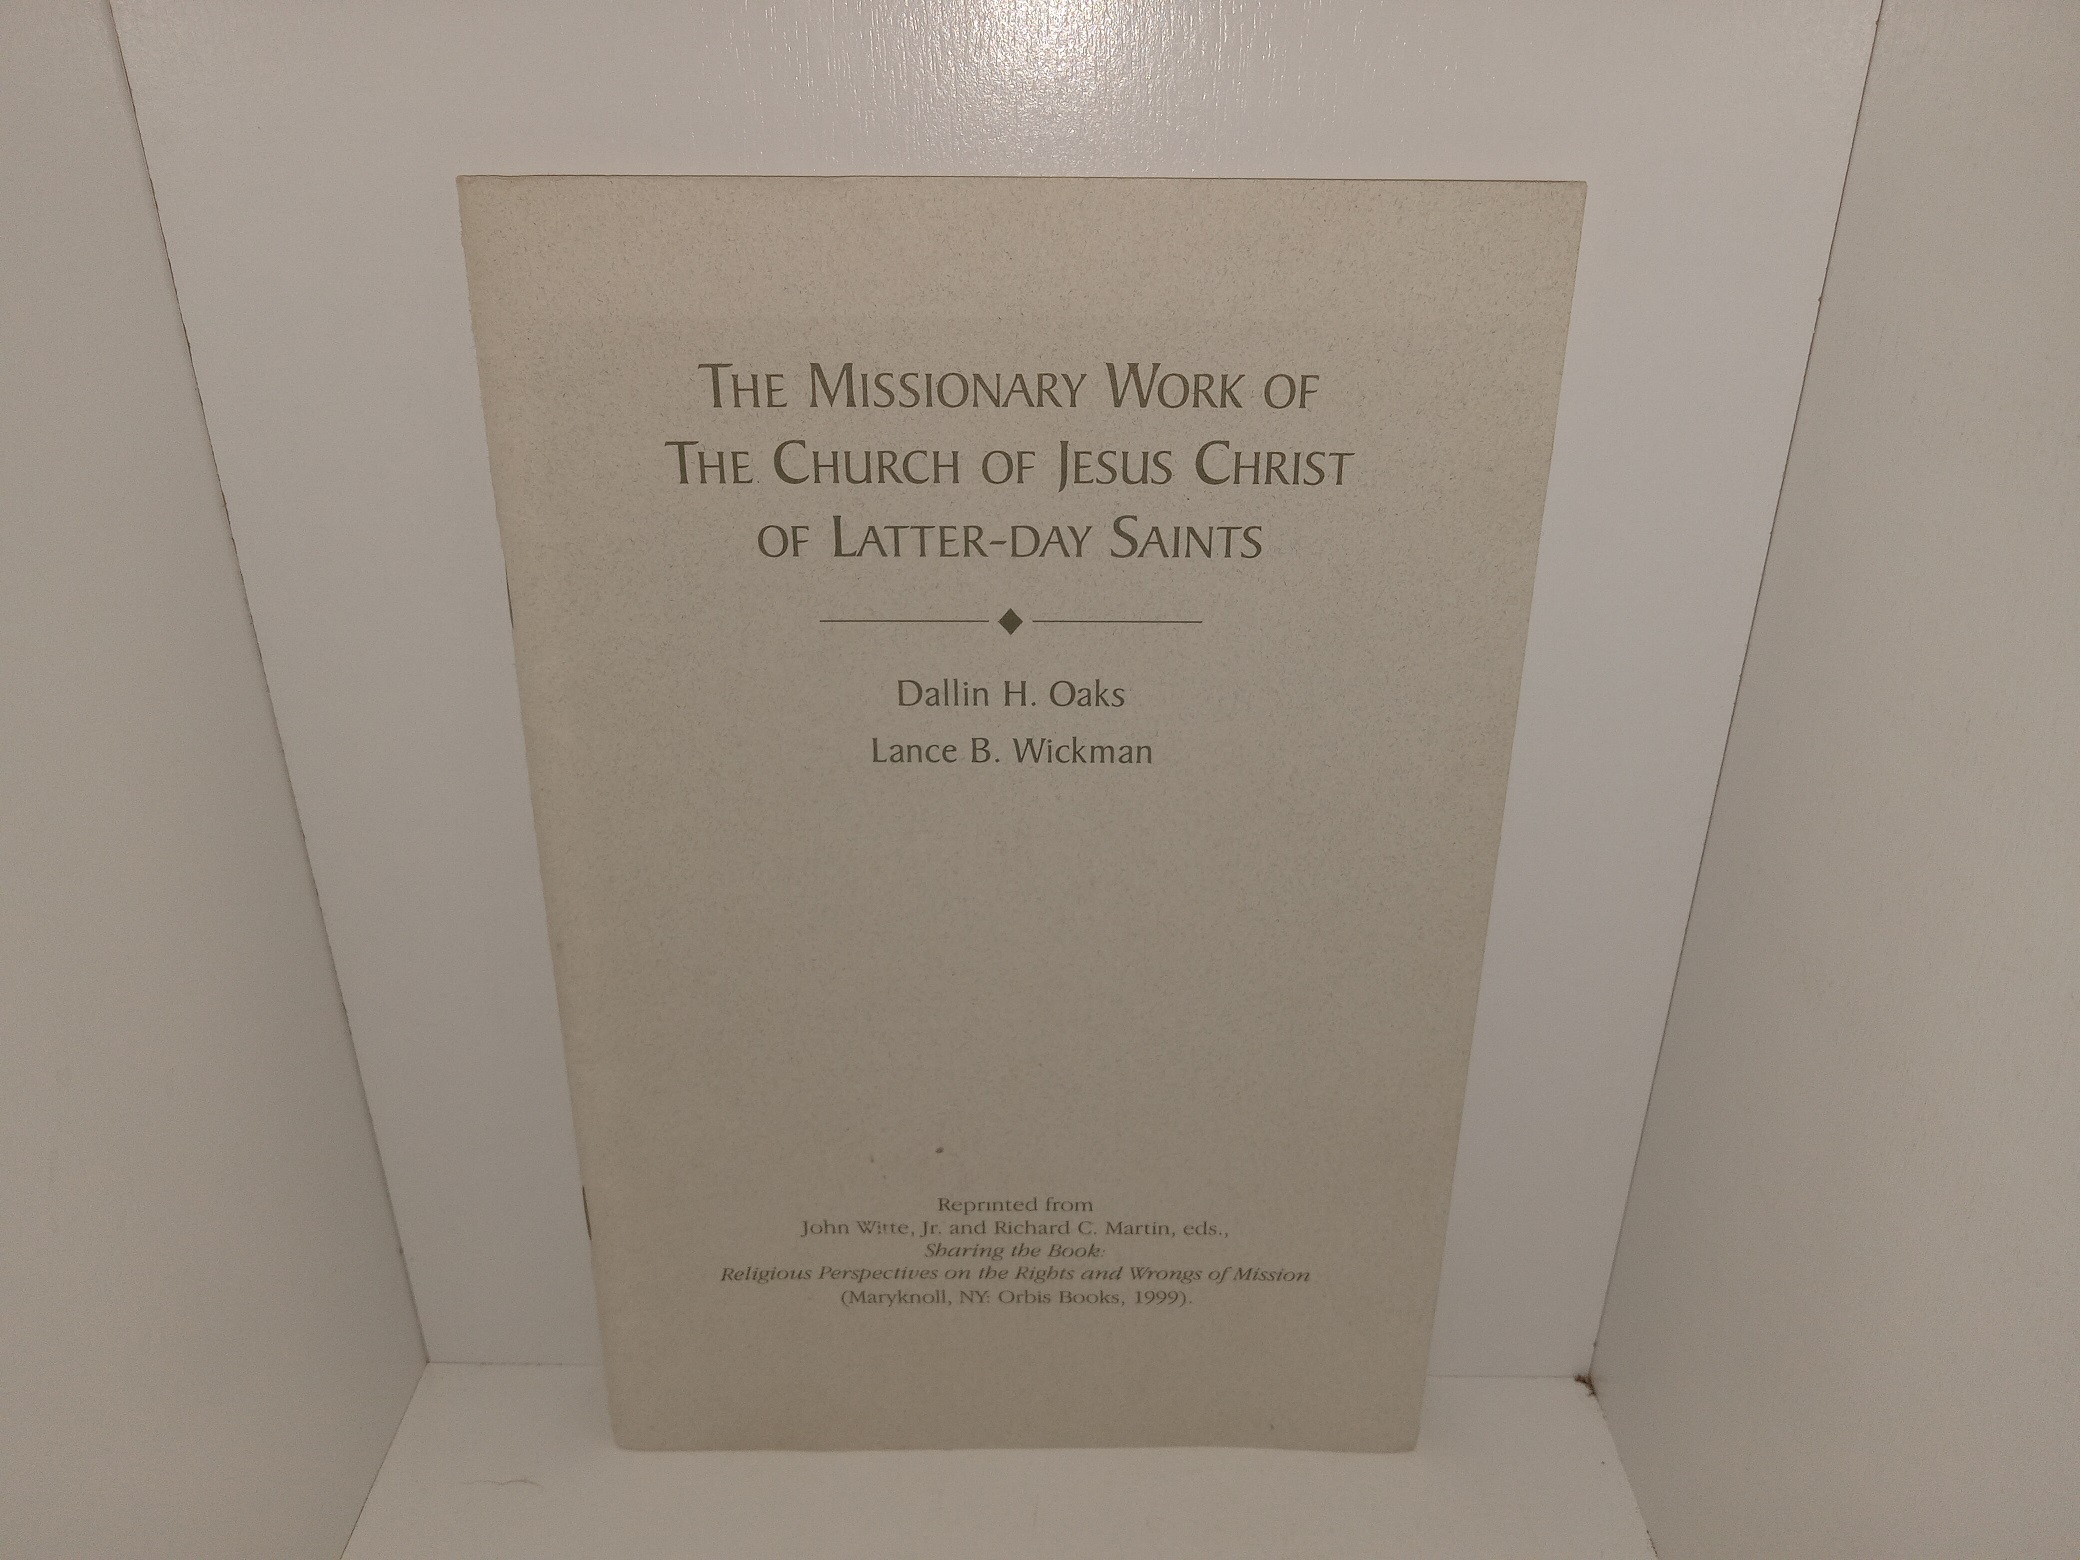 The Missionary Work of
The Church of Jesus Christ
of Latter-day Saints
Dallin H. Oaks
Lance B. Wickman
Reprinted from
John Witte, Jr. and Richard C. Martin, eds.,
Sharing the Book:
Religious Perspectives on the Rights and Wrongs of Mission
(Maryknoll, NY: Orbis Books, 1999).